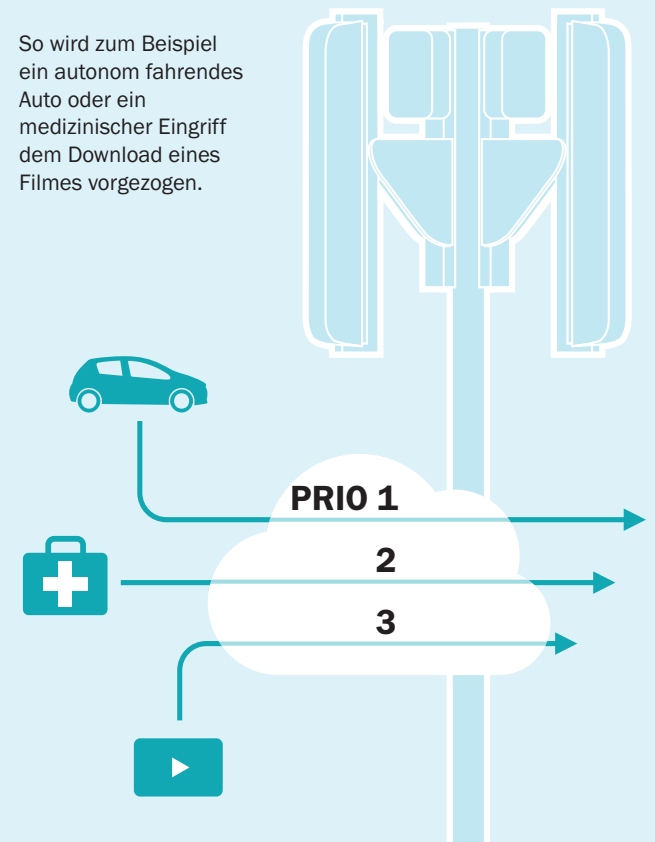 So wird zum Beispiel
ein autonom fahrendes
Auto oder ein
medizinischer Eingriff
dem Download eines
Filmes vorgezogen.
PRIO 1
2
3